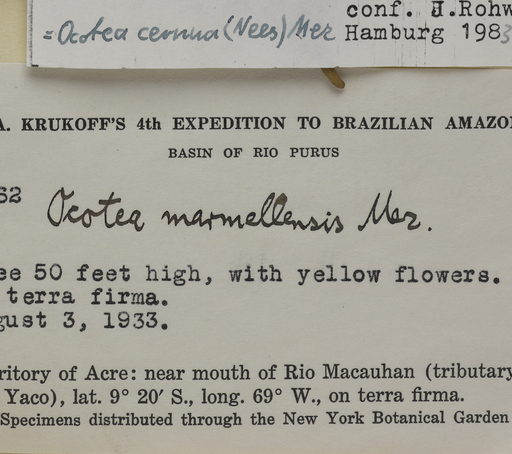 conf. J.Rohw
= Ocotea cernua (Nees) Mez Hamburg 1983
A. KRUKOFF'S 4th EXPEDITION TO BRAZILIAN AMAZO
BASIN OF RIO PURUS
62
Ocotea marmellensis Mez.
ee 50 feet high, with yellow flowers.
terra firma.
gust 3, 1933.
ritory of Acre: near mouth of Rio Macauhan (tributary
Yaco), lat. 9° 20′ S., long. 69° W., on terra firma.
Specimens distributed through the New York Botanical Garden